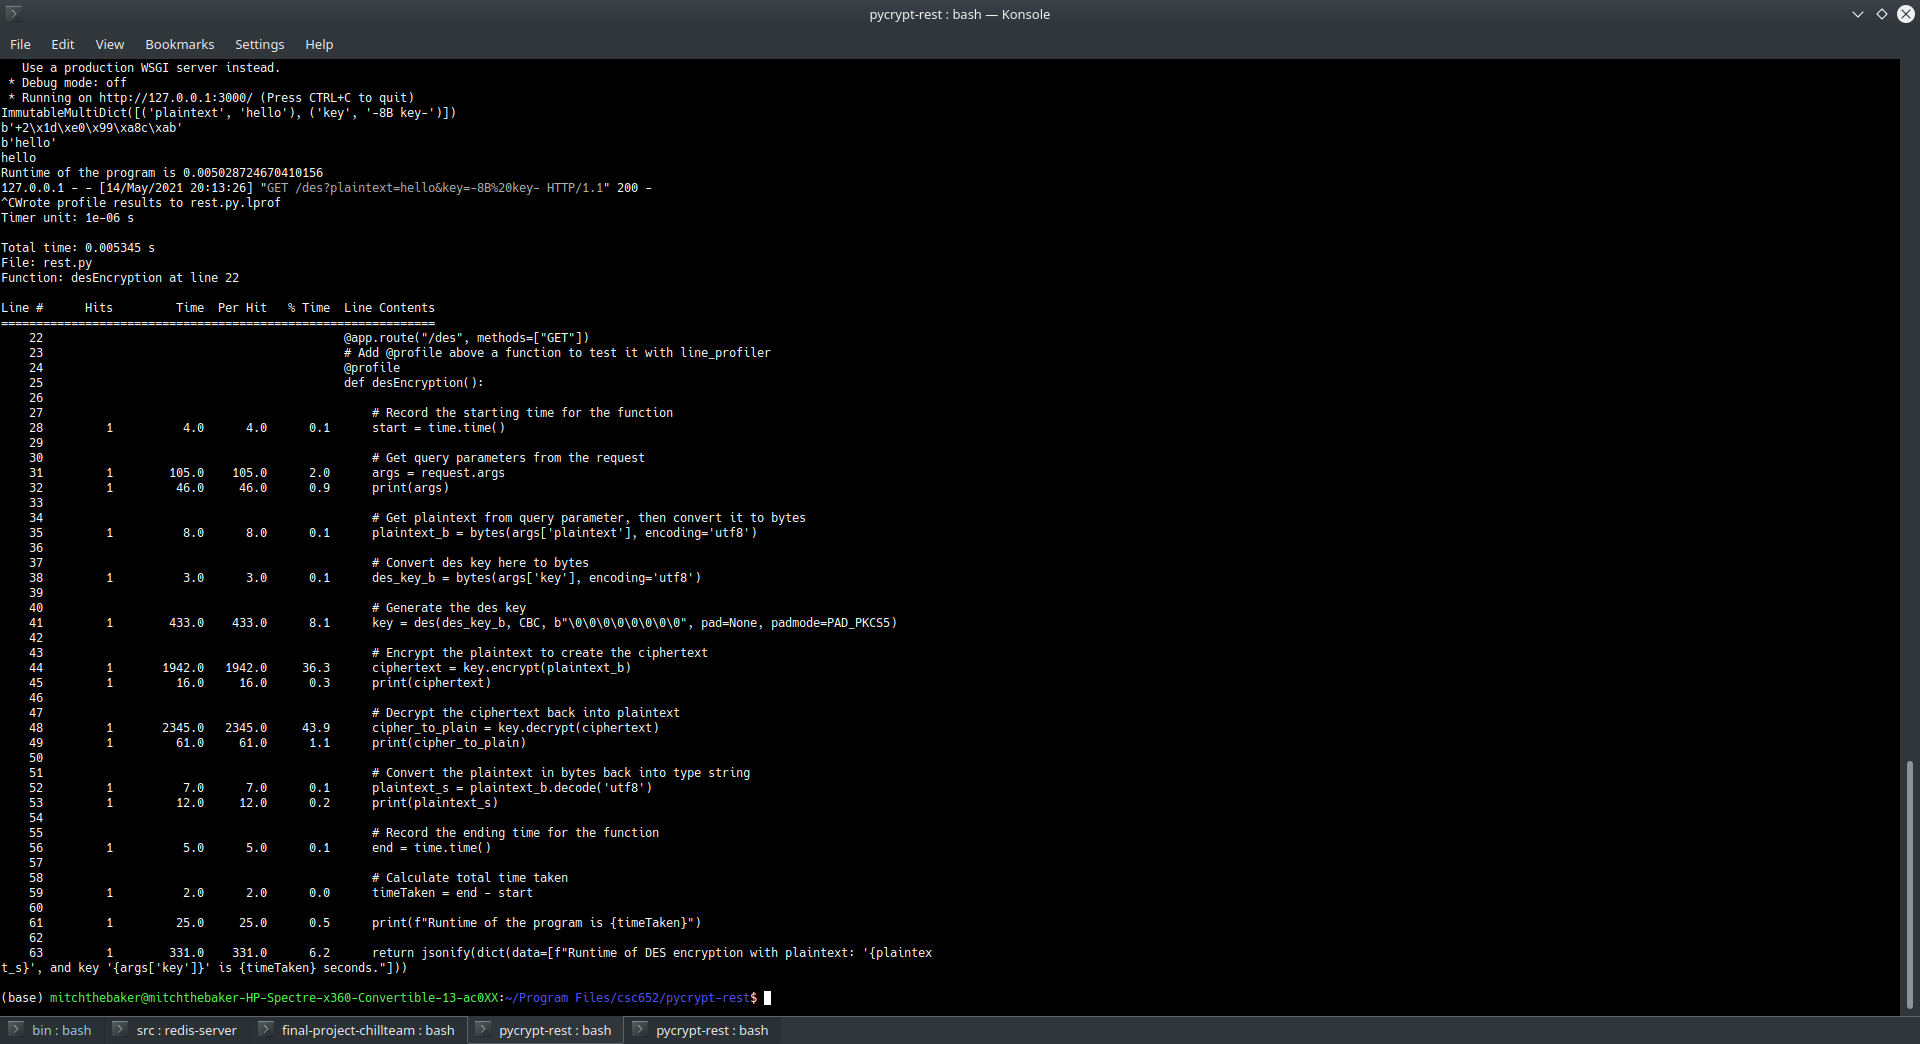 pycrypt-rest : bash — Konsole
File Edit View Bookmarks Settings Help
   Use a production WSGI server instead.
 * Debug mode: off
 * Running on http://127.0.0.1:3000/ (Press CTRL+C to quit)
ImmutableMultiDict([('plaintext', 'hello'), ('key', '-8B key-')])
b'+2\x1d\xe0\x99\xa8c\xab'
b'hello'
hello
Runtime of the program is 0.005028724670410156
127.0.0.1 - - [14/May/2021 20:13:26] "GET /des?plaintext=hello&key=-8B%20key- HTTP/1.1" 200 -
^CWrote profile results to rest.py.lprof
Timer unit: 1e-06 s
Total time: 0.005345 s
File: rest.py
Function: desEncryption at line 22
Line #      Hits         Time  Per Hit   % Time  Line Contents
==============================================================
    22                                           @app.route("/des", methods=["GET"])
    23                                           # Add @profile above a function to test it with line_profiler
    24                                           @profile
    25                                           def desEncryption():
    26
    27                                               # Record the starting time for the function
    28         1          4.0      4.0      0.1      start = time.time()
    29
    30                                               # Get query parameters from the request
    31         1        105.0    105.0      2.0      args = request.args
    32         1         46.0     46.0      0.9      print(args)
    33
    34                                               # Get plaintext from query parameter, then convert it to bytes
    35         1          8.0      8.0      0.1      plaintext_b = bytes(args['plaintext'], encoding='utf8')
    36
    37                                               # Convert des key here to bytes
    38         1          3.0      3.0      0.1      des_key_b = bytes(args['key'], encoding='utf8')
    39
    40                                               # Generate the des key
    41         1        433.0    433.0      8.1      key = des(des_key_b, CBC, b"\0\0\0\0\0\0\0\0", pad=None, padmode=PAD_PKCS5)
    42
    43                                               # Encrypt the plaintext to create the ciphertext
    44         1       1942.0   1942.0     36.3      ciphertext = key.encrypt(plaintext_b)
    45         1         16.0     16.0      0.3      print(ciphertext)
    46
    47                                               # Decrypt the ciphertext back into plaintext
    48         1       2345.0   2345.0     43.9      cipher_to_plain = key.decrypt(ciphertext)
    49         1         61.0     61.0      1.1      print(cipher_to_plain)
    50
    51                                               # Convert the plaintext in bytes back into type string
    52         1          7.0      7.0      0.1      plaintext_s = plaintext_b.decode('utf8')
    53         1         12.0     12.0      0.2      print(plaintext_s)
    54
    55                                               # Record the ending time for the function
    56         1          5.0      5.0      0.1      end = time.time()
    57
    58                                               # Calculate total time taken
    59         1          2.0      2.0      0.0      timeTaken = end - start
    60
    61         1         25.0     25.0      0.5      print(f"Runtime of the program is {timeTaken}")
    62
    63         1        331.0    331.0      6.2      return jsonify(dict(data=[f"Runtime of DES encryption with plaintext: '{plaintex
t_s}', and key '{args['key']}' is {timeTaken} seconds."]))
(base) mitchthebaker@mitchthebaker-HP-Spectre-x360-Convertible-13-ac0XX:~/Program Files/csc652/pycrypt-rest$
bin : bash src : redis-server final-project-chillteam : bash pycrypt-rest : bash pycrypt-rest : bash